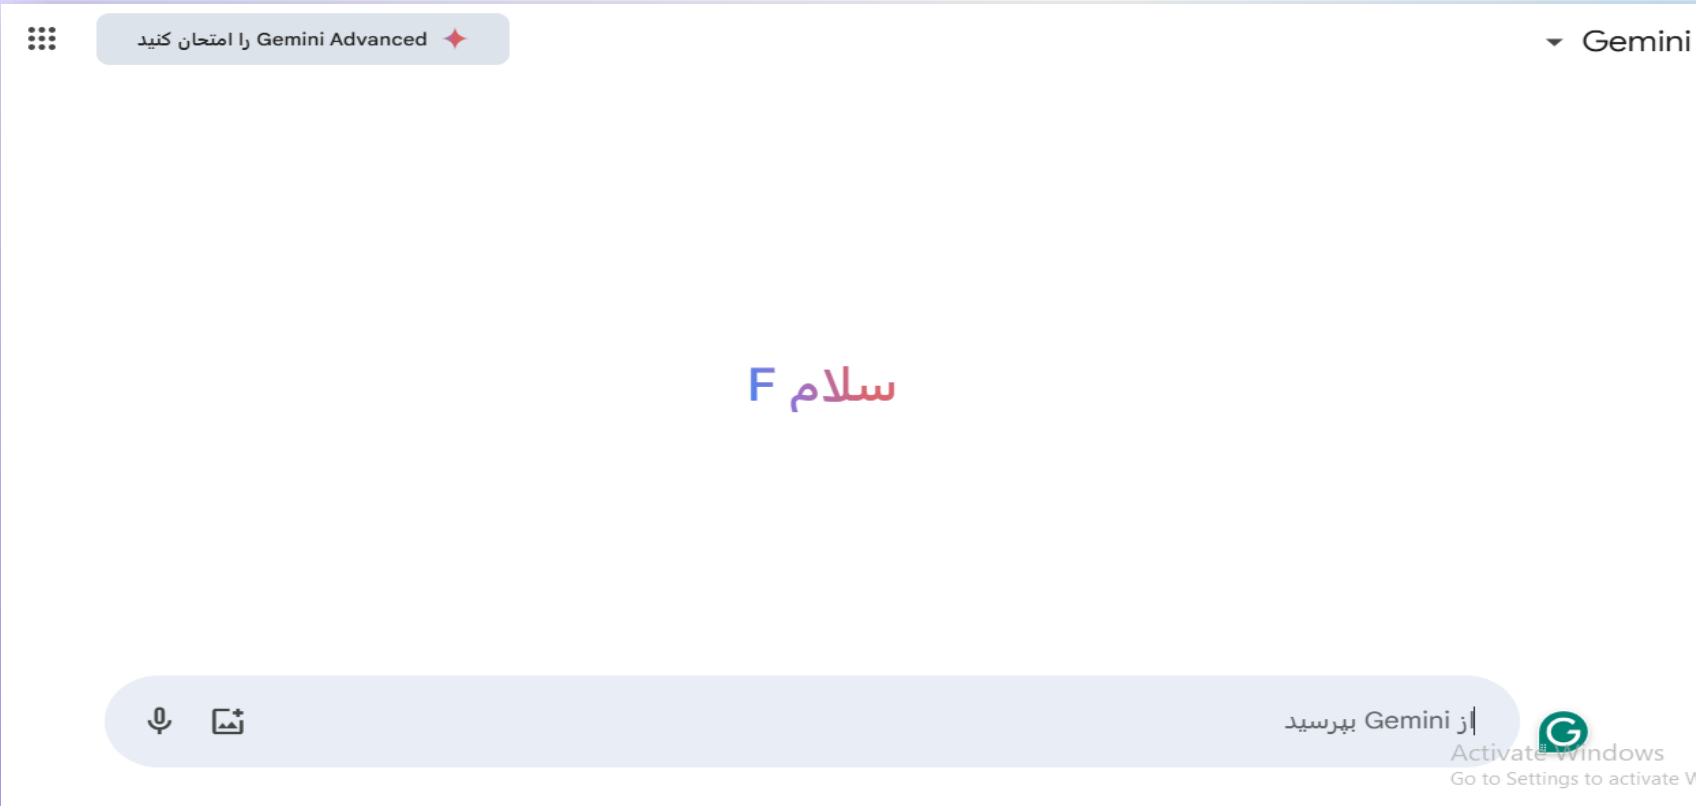 Gemini
Gemini Advanced را امتحان کنید
سلام F
از Gemini بپرسید
G
Activate Windows
Go to Settings to activate W